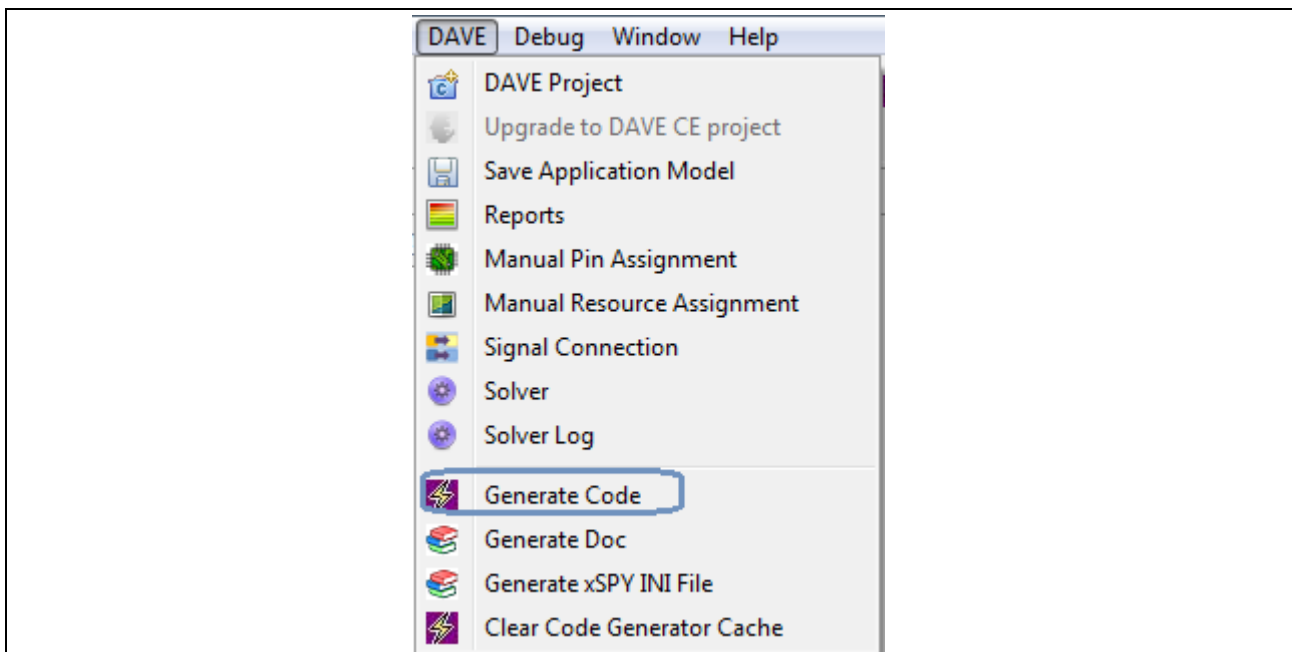 DAVE Debug Window Help
DAVE Project
Upgrade to DAVE CE project
Save Application Model
Reports
Manual Pin Assignment
Manual Resource Assignment
Signal Connection
Solver
Solver Log
Generate Code
Generate Doc
Generate xSPY INI File
Clear Code Generator Cache